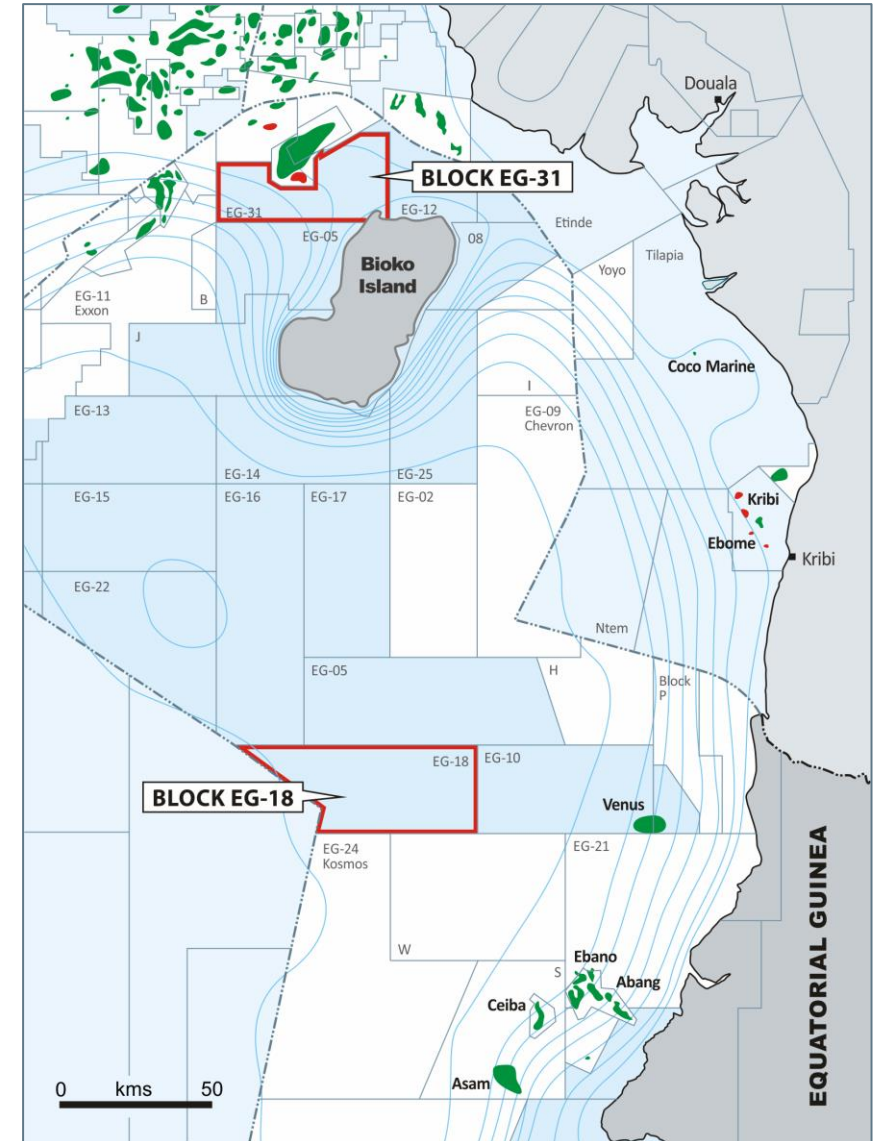 Douala
BLOCK EG-31
EG-31
EG-12
EG-05
08
Etinde
Bioko
Island
Yoyo
Tilapia
EG-11
Exxon
B
J
Coco Marine
I
EG-13
EG-09
Chevron
EG-14
EG-25
EG-15
EG-16
EG-17
EG-02
Kribi
Ebome
Kribi
EG-22
Ntem
EG-05
H
Block
P
EG-18
EG-10
BLOCK EG-18
Venus
EG-24
Kosmos
EG-21
W
S
Ebano
Abang
Ceiba
Asam
EQUATORIAL GUINEA
0 kms 50